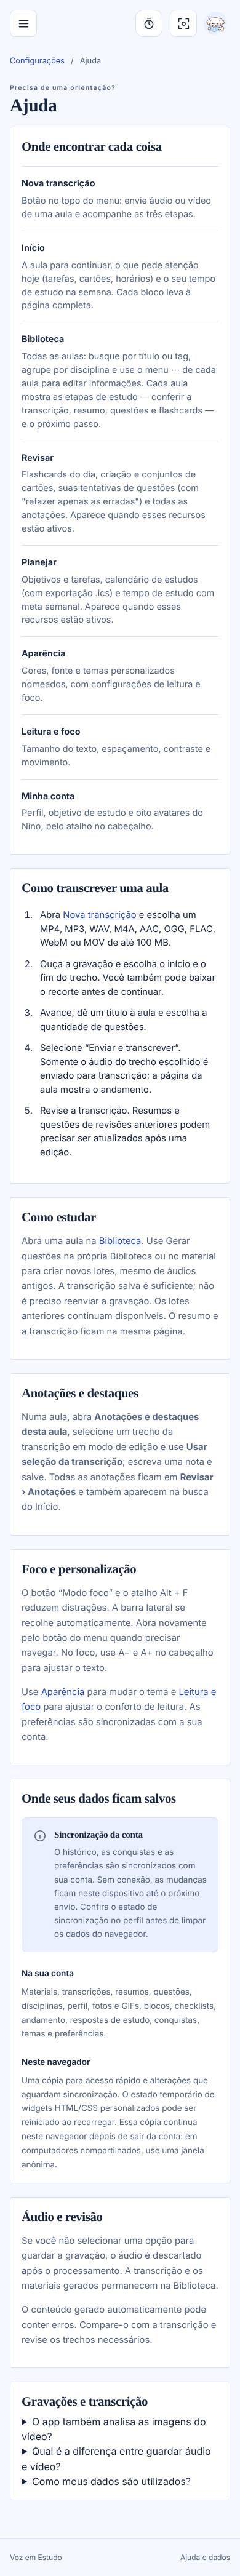 Configurações / Ajuda
Precisa de uma orientação?
Ajuda
Onde encontrar cada coisa
Nova transcrição
Botão no topo do menu: envie áudio ou vídeo
de uma aula e acompanhe as três etapas.
Início
A aula para continuar, o que pede atenção
hoje (tarefas, cartões, horários) e o seu tempo
de estudo na semana. Cada bloco leva à
página completa.
Biblioteca
Todas as aulas: busque por título ou tag,
agrupe por disciplina e use o menu ··· de cada
aula para editar informações. Cada aula
mostra as etapas de estudo — conferir a
transcrição, resumo, questões e flashcards —
e o próximo passo.
Revisar
Flashcards do dia, criação e conjuntos de
cartões, suas tentativas de questões (com
"refazer apenas as erradas") e todas as
anotações. Aparece quando esses recursos
estão ativos.
Planejar
Objetivos e tarefas, calendário de estudos
(com exportação .ics) e tempo de estudo com
meta semanal. Aparece quando esses
recursos estão ativos.
Aparência
Cores, fonte e temas personalizados
nomeados, com configurações de leitura e
foco.
Leitura e foco
Tamanho do texto, espaçamento, contraste e
movimento.
Minha conta
Perfil, objetivo de estudo e oito avatares do
Nino, pelo atalho no cabeçalho.
Como transcrever uma aula
1. Abra Nova transcrição e escolha um
MP4, MP3, WAV, M4A, AAC, OGG, FLAC,
WebM ou MOV de até 100 MB.
2. Ouça a gravação e escolha o início e o
fim do trecho. Você também pode baixar
o recorte antes de continuar.
3. Avance, dê um título à aula e escolha a
quantidade de questões.
4. Selecione “Enviar e transcrever”.
Somente o áudio do trecho escolhido é
enviado para transcrição; a página da
aula mostra o andamento.
5. Revise a transcrição. Resumos e
questões de revisões anteriores podem
precisar ser atualizados após uma
edição.
Como estudar
Abra uma aula na Biblioteca. Use Gerar
questões na própria Biblioteca ou no material
para criar novos lotes, mesmo de áudios
antigos. A transcrição salva é suficiente; não
é preciso reenviar a gravação. Os lotes
anteriores continuam disponíveis. O resumo e
a transcrição ficam na mesma página.
Anotações e destaques
Numa aula, abra Anotações e destaques
desta aula, selecione um trecho da
transcrição em modo de edição e use Usar
seleção da transcrição; escreva uma nota e
salve. Todas as anotações ficam em Revisar
› Anotações e também aparecem na busca
do Início.
Foco e personalização
O botão “Modo foco” e o atalho Alt + F
reduzem distrações. A barra lateral se
recolhe automaticamente. Abra novamente
pelo botão do menu quando precisar
navegar. No foco, use A− e A+ no cabeçalho
para ajustar o texto.
Use Aparência para mudar o tema e Leitura e
foco para ajustar o conforto de leitura. As
preferências são sincronizadas com a sua
conta.
Onde seus dados ficam salvos
Sincronização da conta
O histórico, as conquistas e as
preferências são sincronizados com
sua conta. Sem conexão, as mudanças
ficam neste dispositivo até o próximo
envio. Confira o estado de
sincronização no perfil antes de limpar
os dados do navegador.
Na sua conta
Materiais, transcrições, resumos, questões,
disciplinas, perfil, fotos e GIFs, blocos, checklists,
andamento, respostas de estudo, conquistas,
temas e preferências.
Neste navegador
Uma cópia para acesso rápido e alterações que
aguardam sincronização. O estado temporário de
widgets HTML/CSS personalizados pode ser
reiniciado ao recarregar. Essa cópia continua
neste navegador depois de sair da conta: em
computadores compartilhados, use uma janela
anônima.
Áudio e revisão
Se você não selecionar uma opção para
guardar a gravação, o áudio é descartado
após o processamento. A transcrição e os
materiais gerados permanecem na Biblioteca.
O conteúdo gerado automaticamente pode
conter erros. Compare-o com a transcrição e
revise os trechos necessários.
Gravações e transcrição
O app também analisa as imagens do
vídeo?
Qual é a diferença entre guardar áudio
e vídeo?
Como meus dados são utilizados?
Voz em Estudo
Ajuda e dados